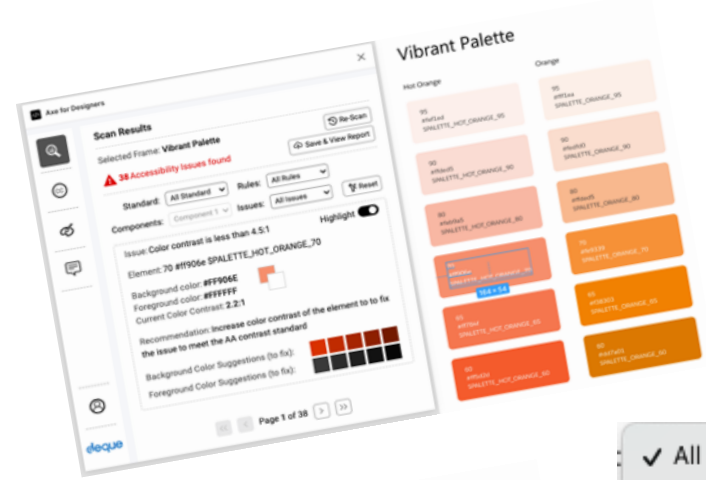 Axe for Designers
Scan Results
Selected Frame: Vibrant Palette
Re-Scan
38 Accessibility Issues found
Save & View Report
Standard: All Standard Rules: All Rules
Components: Component 1 Issues: All Issues Reset
Issue: Color contrast is less than 4.5:1 Highlight
Element: 70 #ff906e $PALETTE_HOT_ORANGE_70
Background color: #FF906E
Foreground color: #FFFFFF
Current Color Contrast: 2.2:1
Recommendation: Increase color contrast of the element to to fix
the issue to meet the AA contrast standard
Background Color Suggestions (to fix):
Foreground Color Suggestions (to fix):
Page 1 of 38
deque
Vibrant Palette
Hot Orange
95
$PALETTE_HOT_ORANGE_95
90
$PALETTE_HOT_ORANGE_90
80
$PALETTE_HOT_ORANGE_80
164 × 54
65
$PALETTE_HOT_ORANGE_65
60
$PALETTE_HOT_ORANGE_60
Orange
95
$PALETTE_ORANGE_95
90
$PALETTE_ORANGE_90
80
$PALETTE_ORANGE_80
70
$PALETTE_ORANGE_70
65
$PALETTE_ORANGE_65
60
$PALETTE_ORANGE_60
✓ All